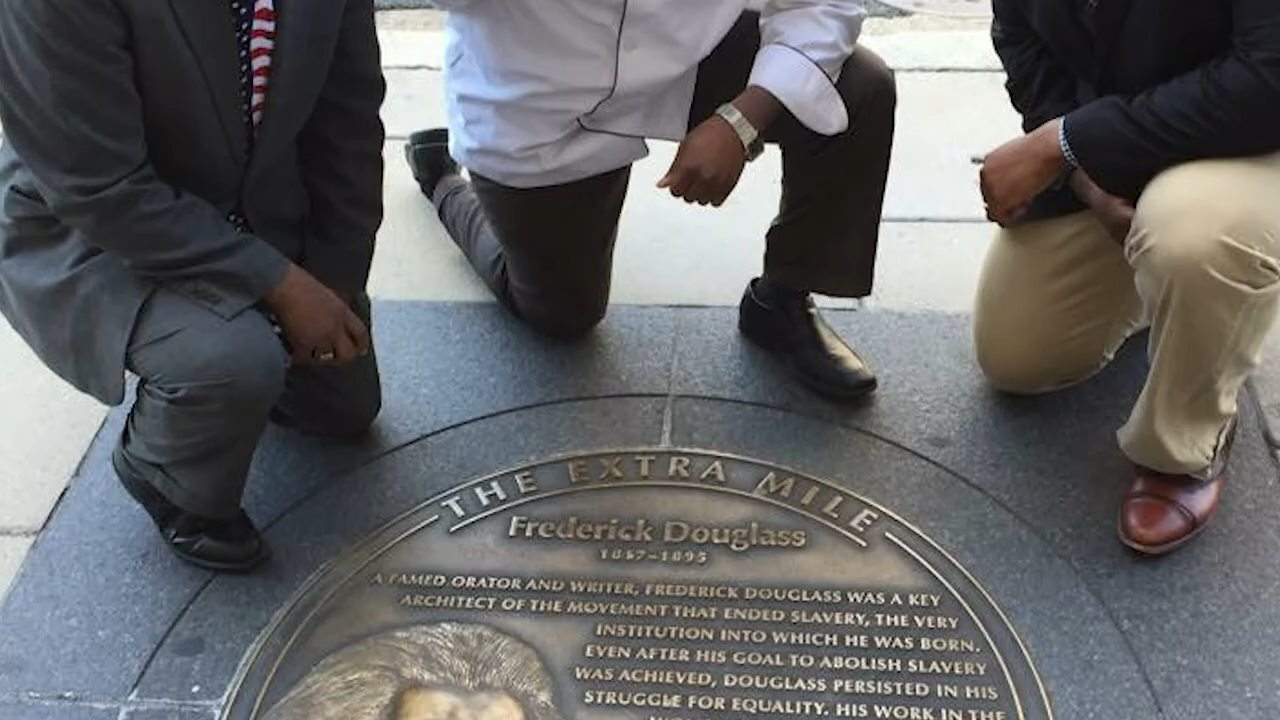 THE EXTRA MILE
Frederick Douglass
1817–1895
A FAMED ORATOR AND WRITER, FREDERICK DOUGLASS WAS A KEY
ARCHITECT OF THE MOVEMENT THAT ENDED SLAVERY, THE VERY
INSTITUTION INTO WHICH HE WAS BORN.
EVEN AFTER HIS GOAL TO ABOLISH SLAVERY
WAS ACHIEVED, DOUGLASS PERSISTED IN HIS
STRUGGLE FOR EQUALITY. HIS WORK IN THE